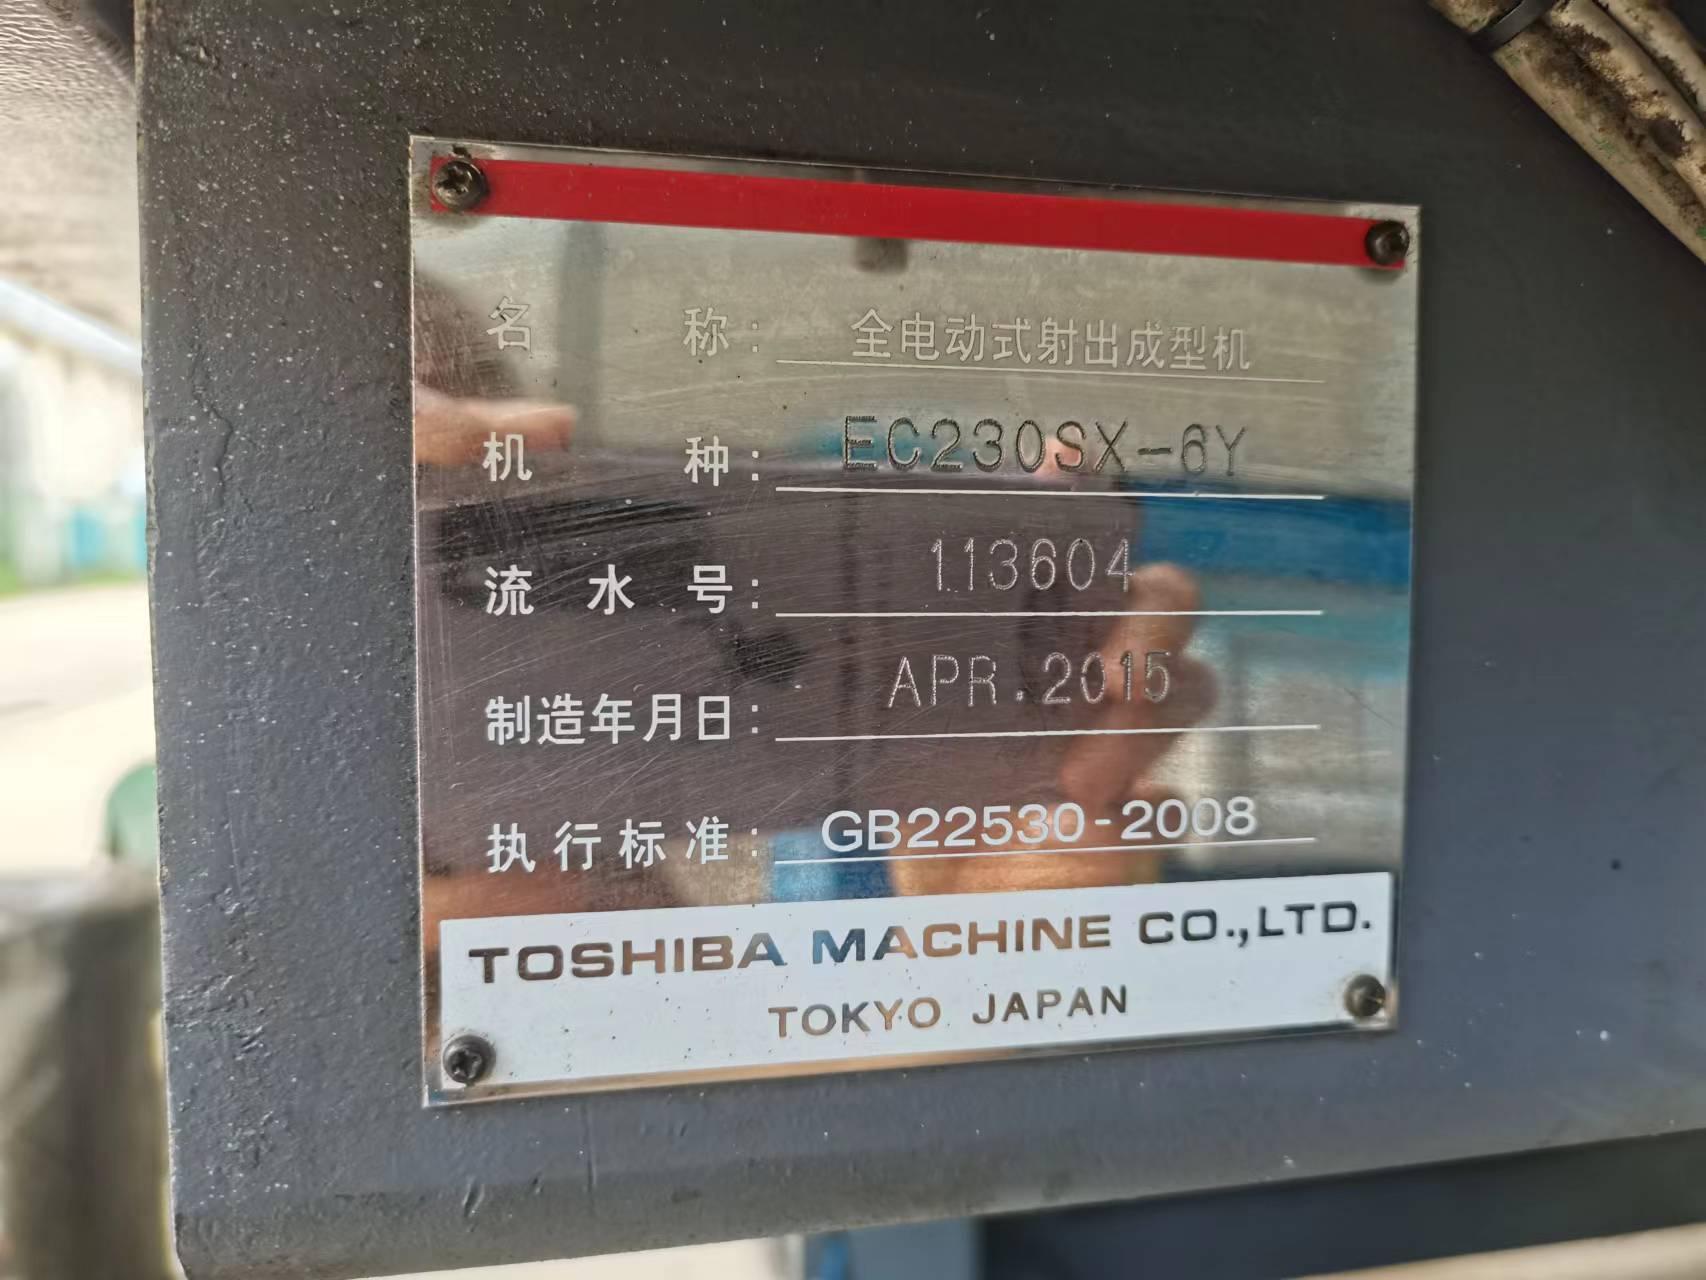 名 称: 全电动式射出成型机
机 种: EC230SX-6Y
流 水 号: 113604
制造年月日: APR.2015
执行标准: GB22530-2008
TOSHIBA MACHINE CO.,LTD.
TOKYO JAPAN